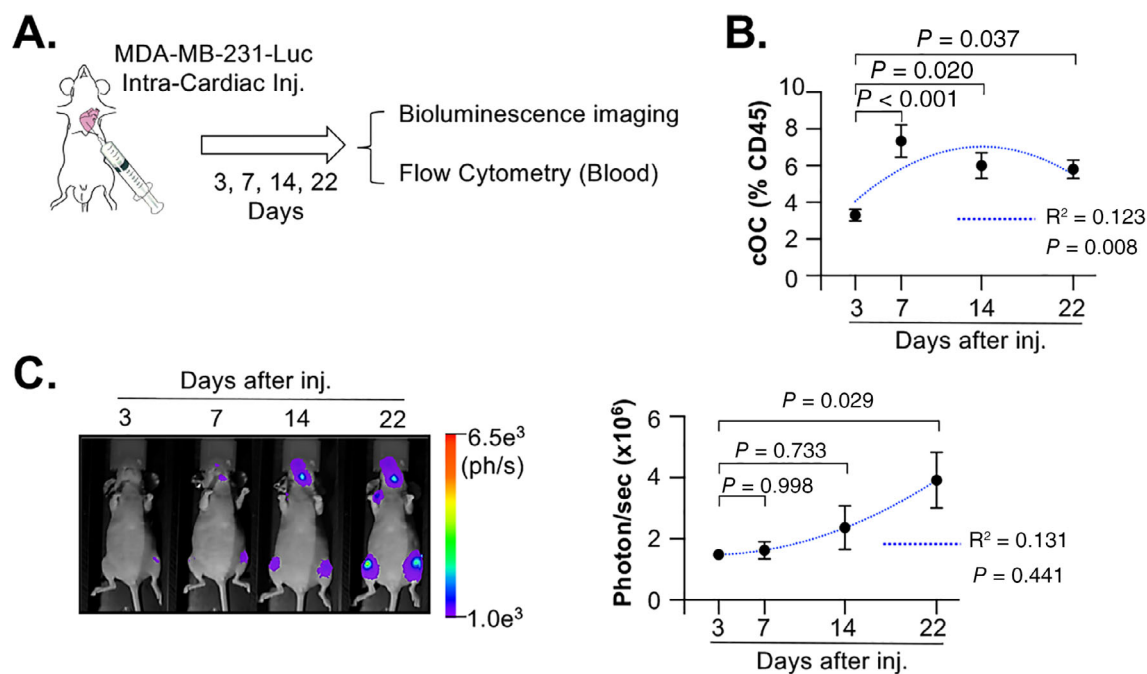 A.
MDA-MB-231-Luc
Intra-Cardiac Inj.
3, 7, 14, 22
Days
Bioluminescence imaging
Flow Cytometry (Blood)
B.
P = 0.037
P = 0.020
P < 0.001
cOC (% CD45)
10
8
6
4
2
0
R² = 0.123
P = 0.008
3 7 14 22
Days after inj.
C.
Days after inj.
3 7 14 22
6.5e³
(ph/s)
1.0e³
P = 0.029
P = 0.733
P = 0.998
Photon/sec (x10⁶)
6
4
2
0
R² = 0.131
P = 0.441
3 7 14 22
Days after inj.